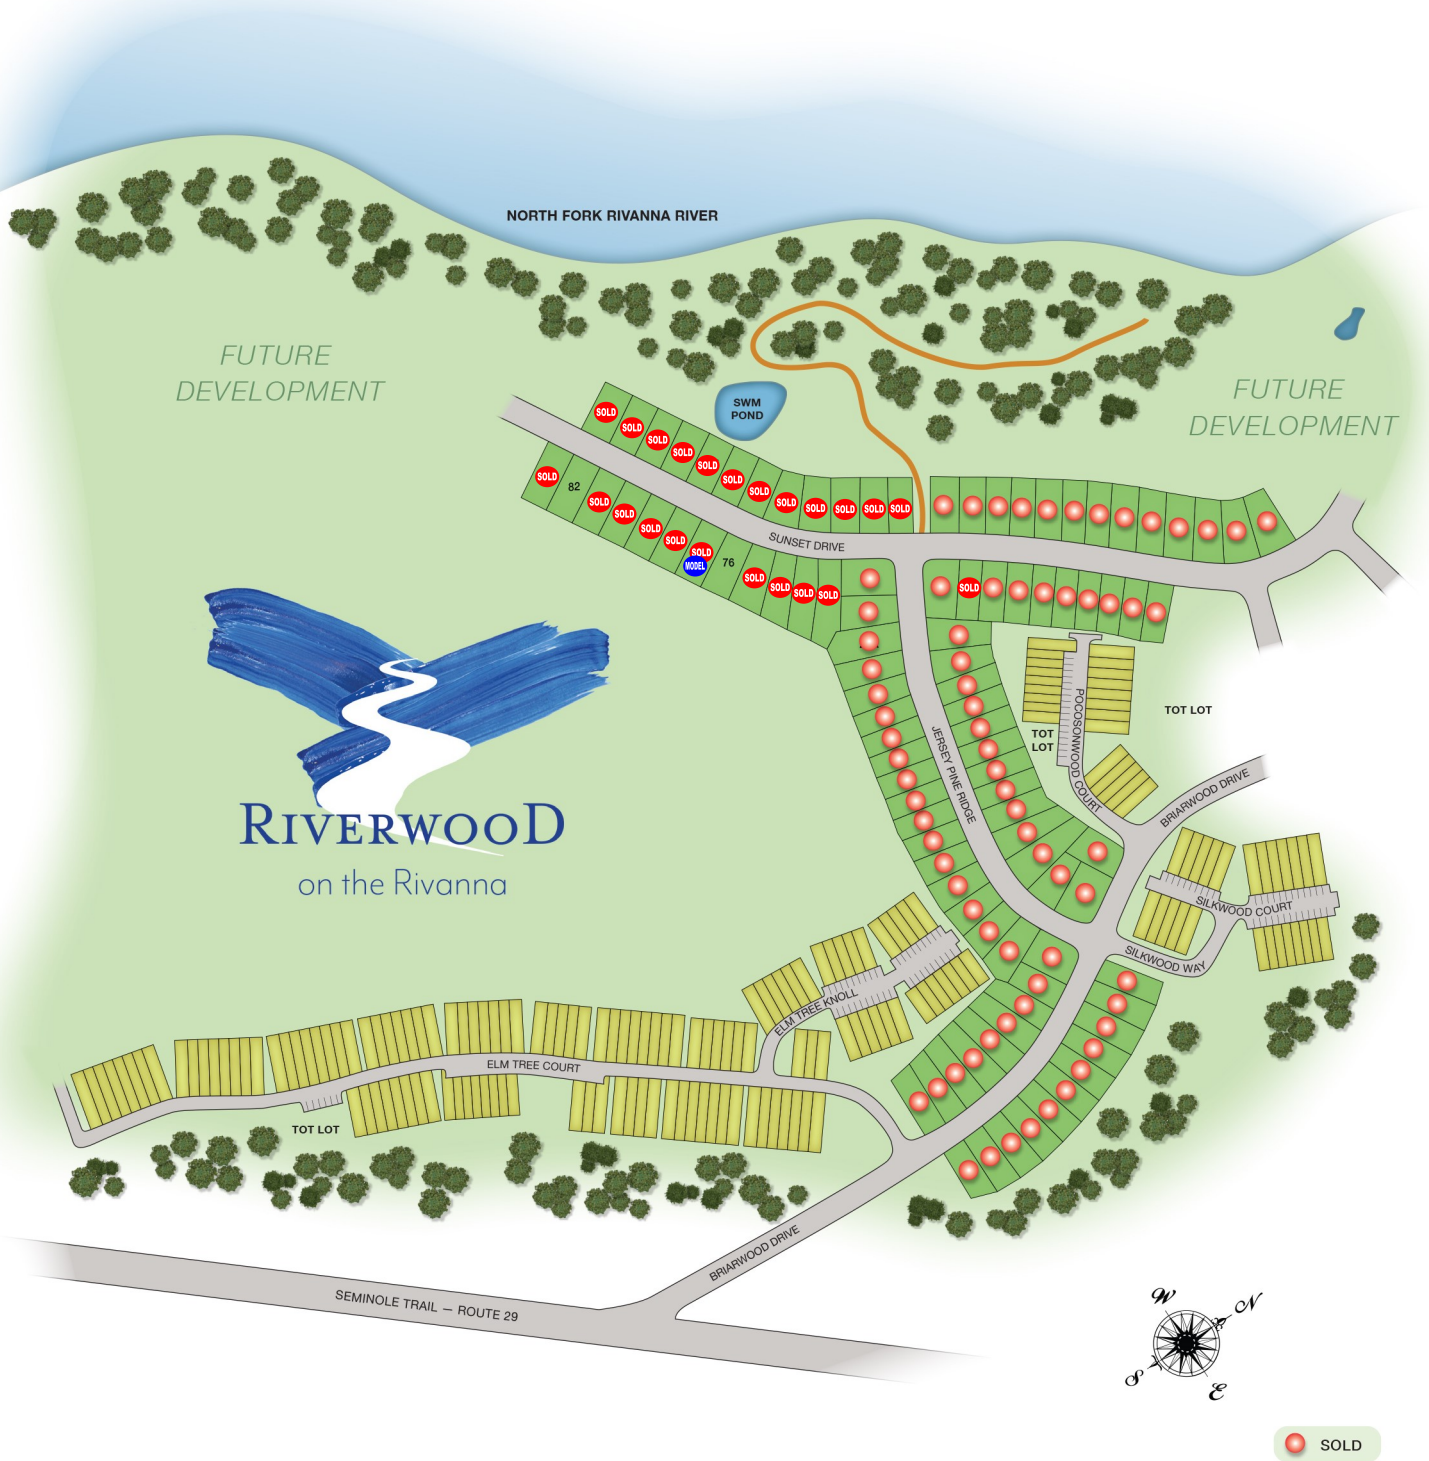 NORTH FORK RIVANNA RIVER
FUTURE
DEVELOPMENT
FUTURE
DEVELOPMENT
SWM
POND
SOLD
SOLD
SOLD
SOLD
SOLD
SOLD
SOLD
SOLD
SOLD
SOLD
SOLD
SOLD
SOLD
82
SOLD
SOLD
SOLD
SOLD
SOLD
MODEL
76
SOLD
SOLD
SOLD
SOLD
SUNSET DRIVE
SOLD
JERSEY PINE RIDGE
POCOSONWOOD COURT
TOT LOT
TOT
LOT
BRIARWOOD DRIVE
RIVERWOOD
on the Rivanna
SILKWOOD COURT
SILKWOOD WAY
ELM TREE KNOLL
ELM TREE COURT
TOT LOT
BRIARWOOD DRIVE
SEMINOLE TRAIL — ROUTE 29
W
N
S
E
SOLD